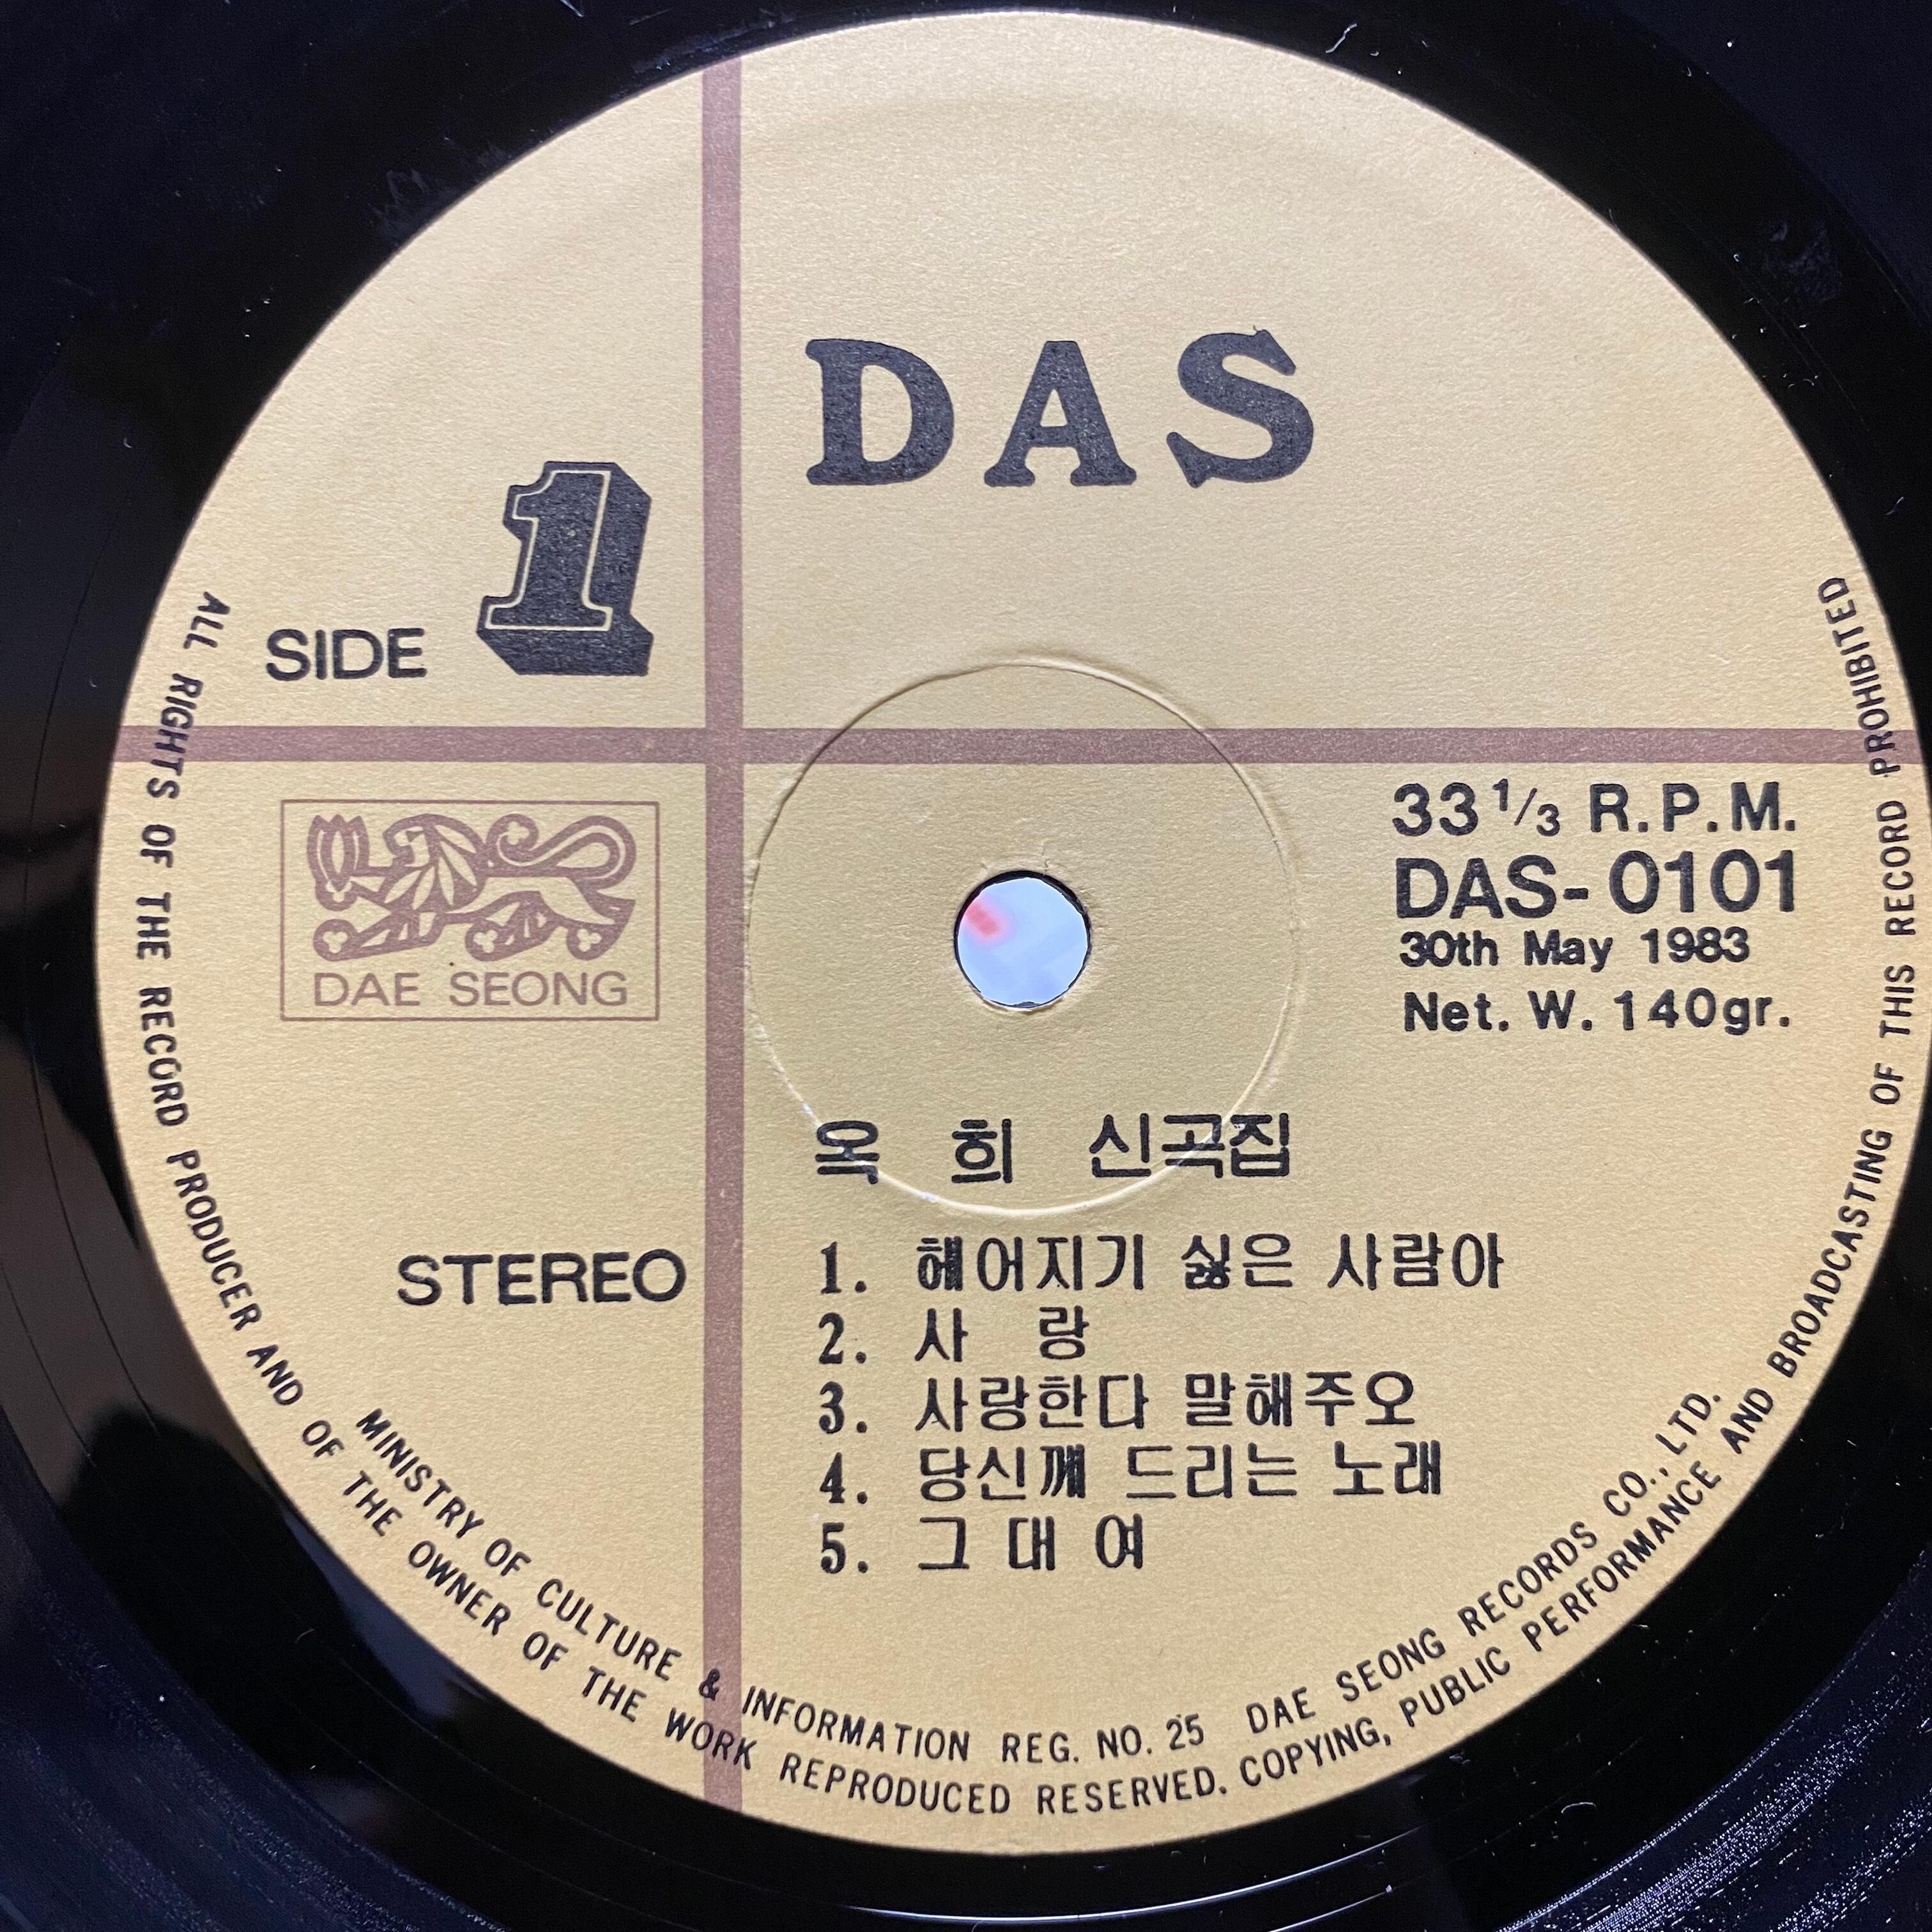 DAS
SIDE 1
33 1/3 R.P.M.
DAS-0101
30th May 1983
Net. W. 140gr.
DAE SEONG
옥 희 신곡집
STEREO
1. 헤어지기 싫은 사람아
2. 사 랑
3. 사랑한다 말해주오
4. 당신께 드리는 노래
5. 그 대 여
MINISTRY OF CULTURE & INFORMATION REG. NO. 25 DAE SEONG RECORDS CO., LTD.
ALL RIGHTS OF THE RECORD PRODUCER AND OF THE OWNER OF THE WORK REPRODUCED RESERVED. COPYING, PUBLIC PERFORMANCE AND BROADCASTING OF THIS RECORD PROHIBITED